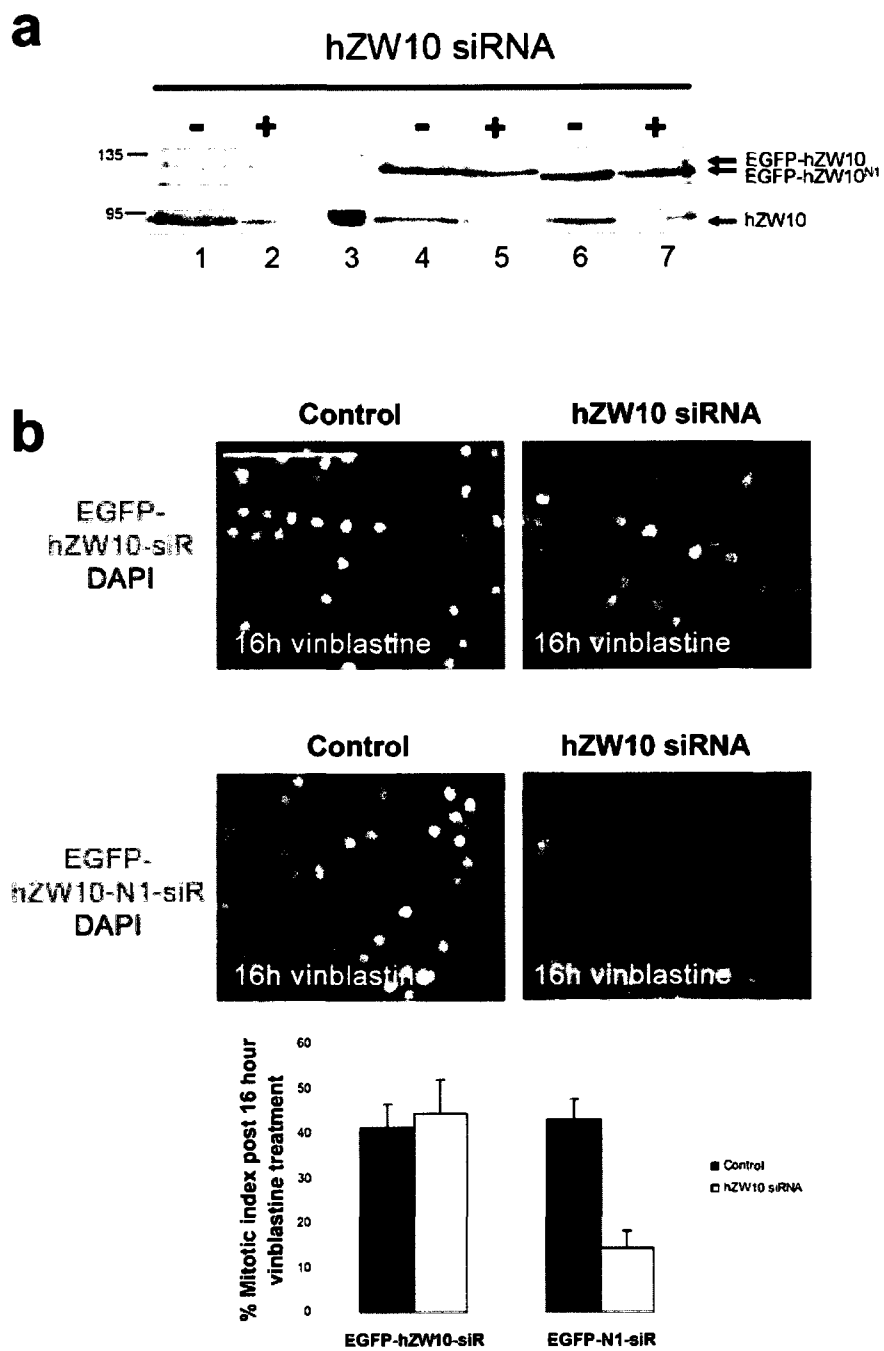 a
hZW10 siRNA
- + - + - +
135
EGFP-hZW10
EGFP-hZW10N1
95
hZW10
1 2 3 4 5 6 7
b
Control
hZW10 siRNA
EGFP-
hZW10-siR
DAPI
16h vinblastine
16h vinblastine
Control
hZW10 siRNA
EGFP-
hZW10-N1-siR
DAPI
16h vinblastine
16h vinblastine
% Mitotic index post 16 hour
vinblastine treatment
60
50
40
30
20
10
0
Control
hZW10 siRNA
EGFP-hZW10-siR
EGFP-N1-siR